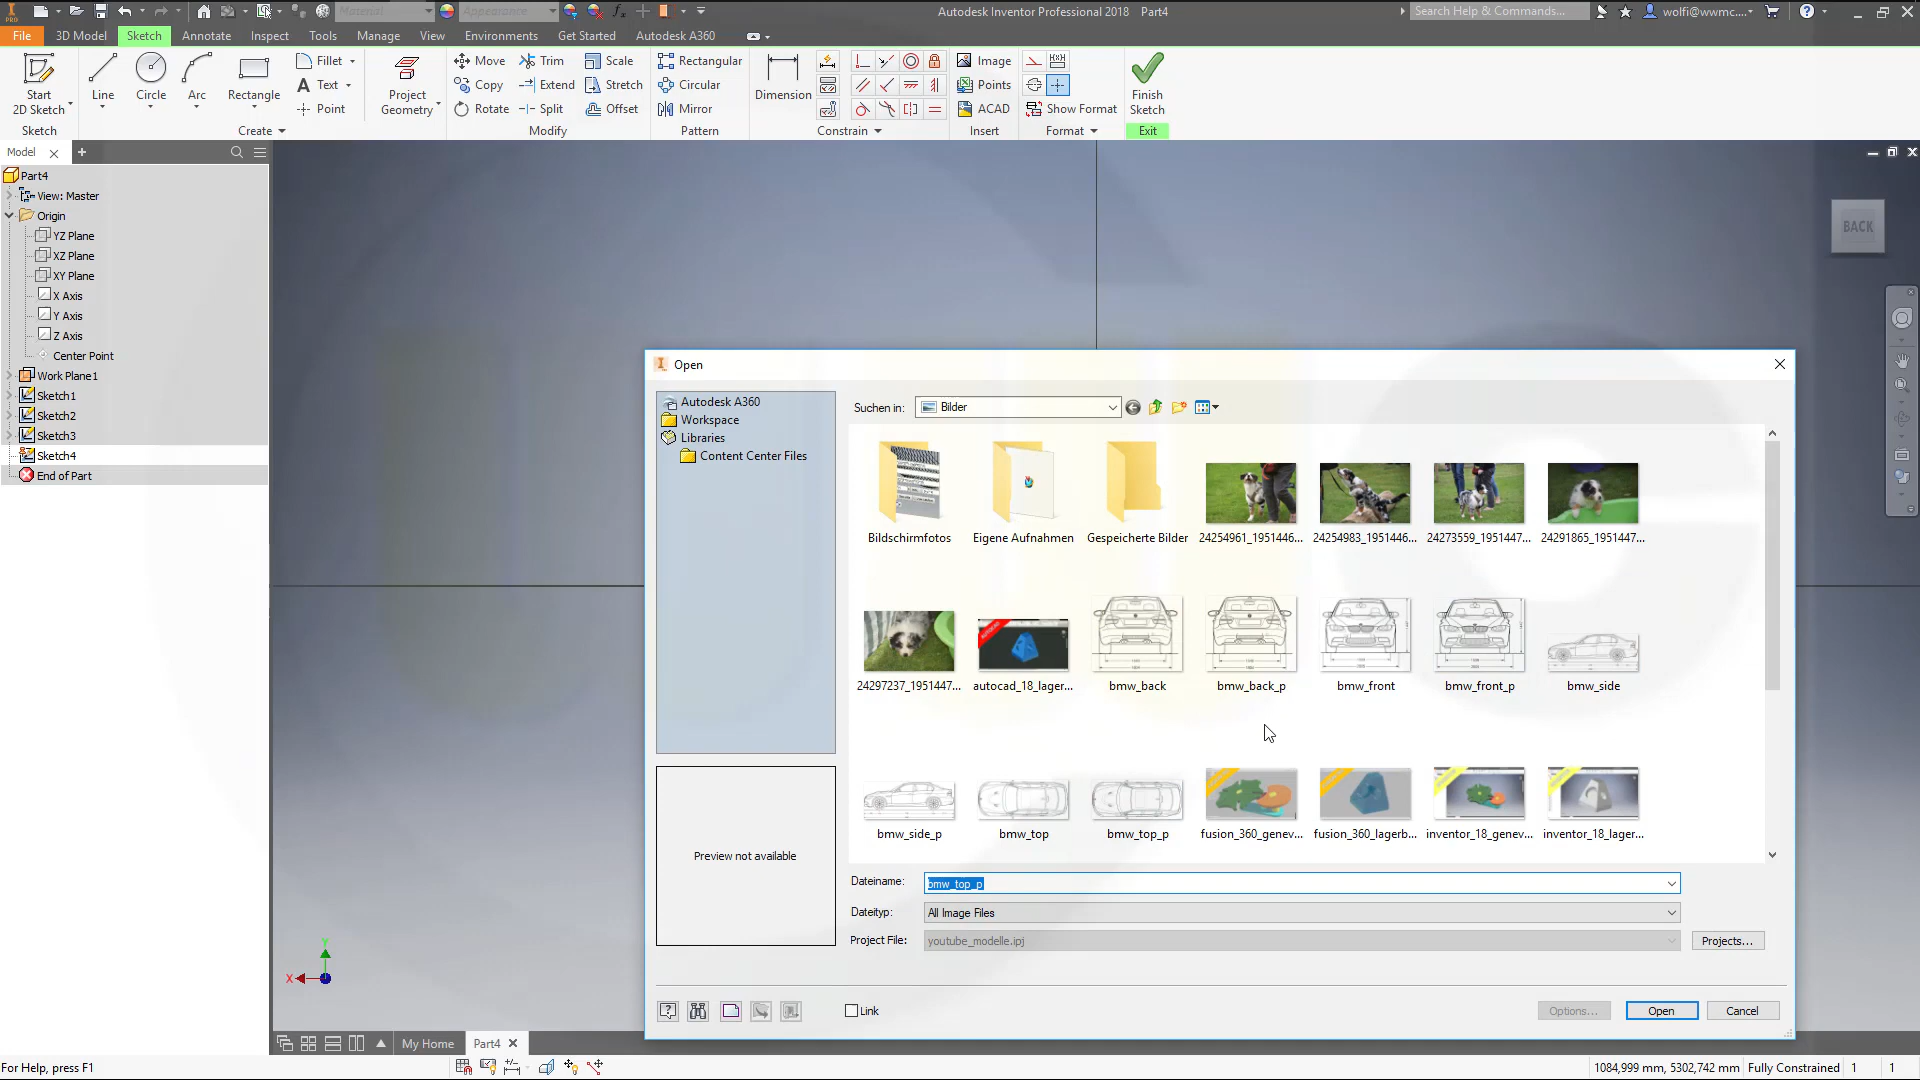 Material
Appearance
Autodesk Inventor Professional 2018 Part4
Search Help & Commands...
wolfi@wwmc....
File
3D Model
Sketch
Annotate
Inspect
Tools
Manage
View
Environments
Get Started
Autodesk A360
Start
2D Sketch
Line
Circle
Arc
Rectangle
Fillet
Text
Point
Project
Geometry
Move
Copy
Rotate
Trim
Extend
Split
Scale
Stretch
Offset
Rectangular
Circular
Mirror
Dimension
Image
Points
ACAD
Show Format
Finish
Sketch
Sketch
Create
Modify
Pattern
Constrain
Insert
Format
Exit
Model
Part4
View: Master
Origin
YZ Plane
XZ Plane
XY Plane
X Axis
Y Axis
Z Axis
Center Point
Work Plane1
Sketch1
Sketch2
Sketch3
Sketch4
End of Part
BACK
Open
Autodesk A360
Workspace
Libraries
Content Center Files
Preview not available
Suchen in:
Bilder
Bildschirmfotos
Eigene Aufnahmen
Gespeicherte Bilder
24254961_1951446...
24254983_1951446...
24273559_1951447...
24291865_1951447...
24297237_1951447...
autocad_18_lager...
bmw_back
bmw_back_p
bmw_front
bmw_front_p
bmw_side
bmw_side_p
bmw_top
bmw_top_p
fusion_360_genev...
fusion_360_lagerb...
inventor_18_genev...
inventor_18_lager...
Dateiname:
bmw_top_p
Dateityp:
All Image Files
Project File:
youtube_modelle.ipj
Projects...
Link
Options...
Open
Cancel
Y
X
My Home
Part4
For Help, press F1
1084,999 mm, 5302,742 mm
Fully Constrained
1
1